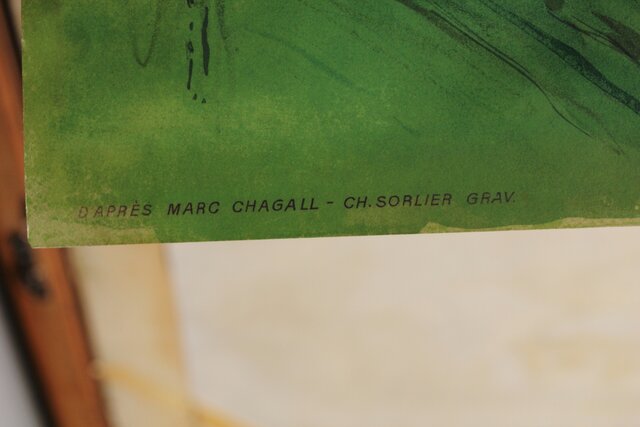 D'APRÈS MARC CHAGALL - CH. SORLIER GRAV.